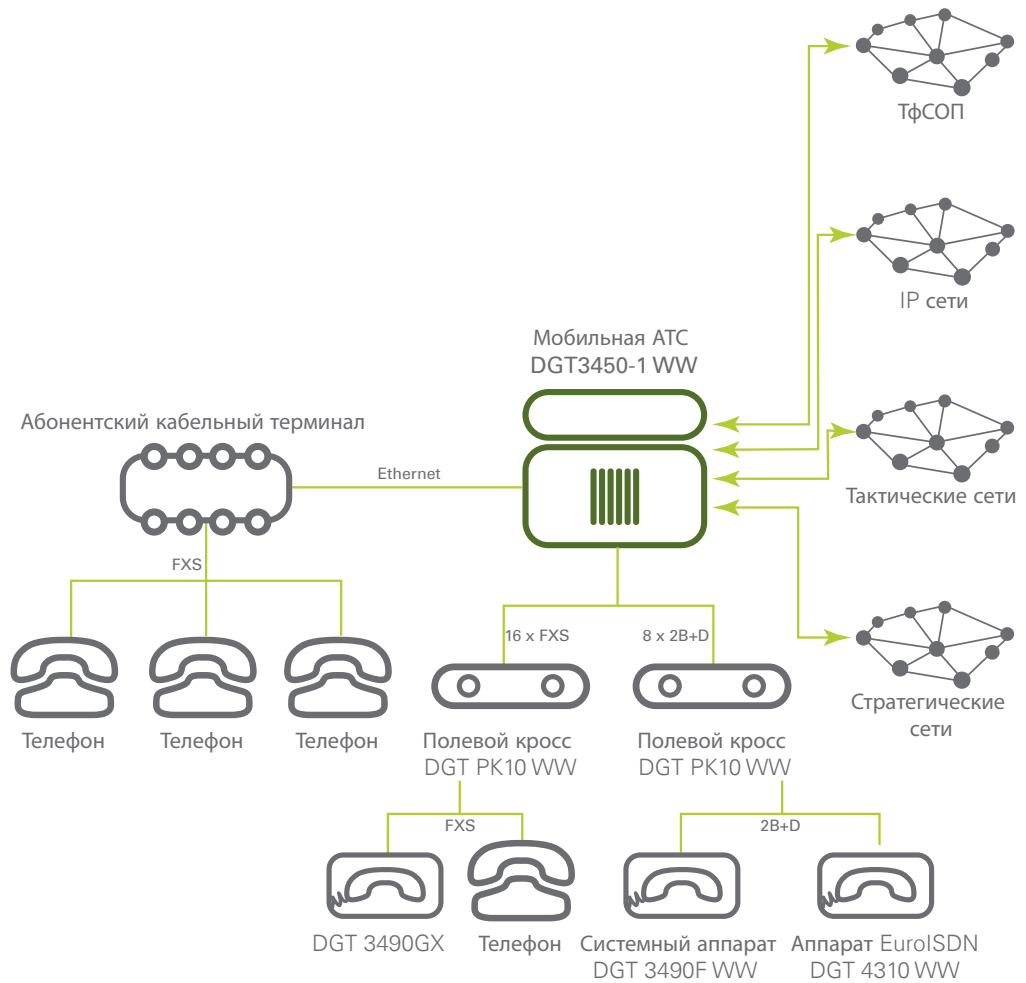 ТфСОП
IP сети
Мобильная АТС
DGT3450-1 WW
Абонентский кабельный терминал
Ethernet
Тактические сети
FXS
16 x FXS
8 x 2B+D
Стратегические
сети
Телефон
Телефон
Телефон
Полевой кросс
DGT PK10 WW
Полевой кросс
DGT PK10 WW
FXS
2B+D
DGT 3490GX
Телефон
Системный аппарат
DGT 3490F WW
Аппарат EuroISDN
DGT 4310 WW